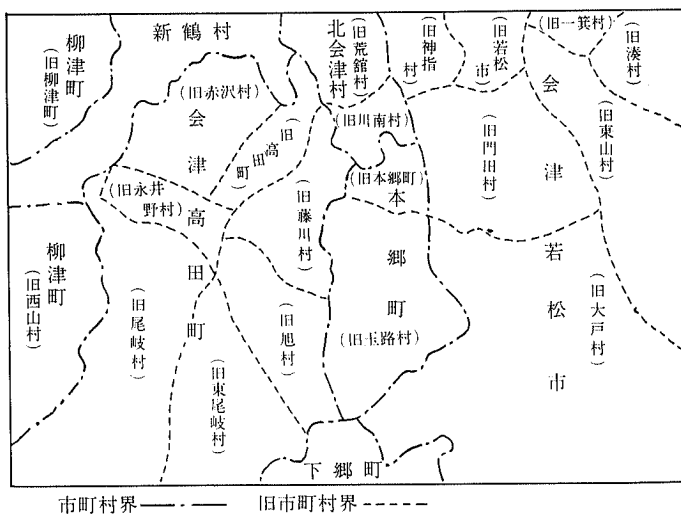 柳津町
(旧柳津町)
新鶴村
(旧赤沢村)
北会津村
(旧荒舘村)
(旧神指村)
(旧若松市)
(旧一箕村)
(旧湊村)
(旧東山村)
(旧川南村)
(旧高田町)
(旧門田村)
(旧本郷町)
(旧永井野村)
会津高田町
(旧藤川村)
本郷町
会津若松市
柳津町
(旧西山村)
(旧尾岐村)
(旧東尾岐村)
(旧旭村)
(旧玉路村)
(旧大戸村)
下郷町
市町村界
旧市町村界